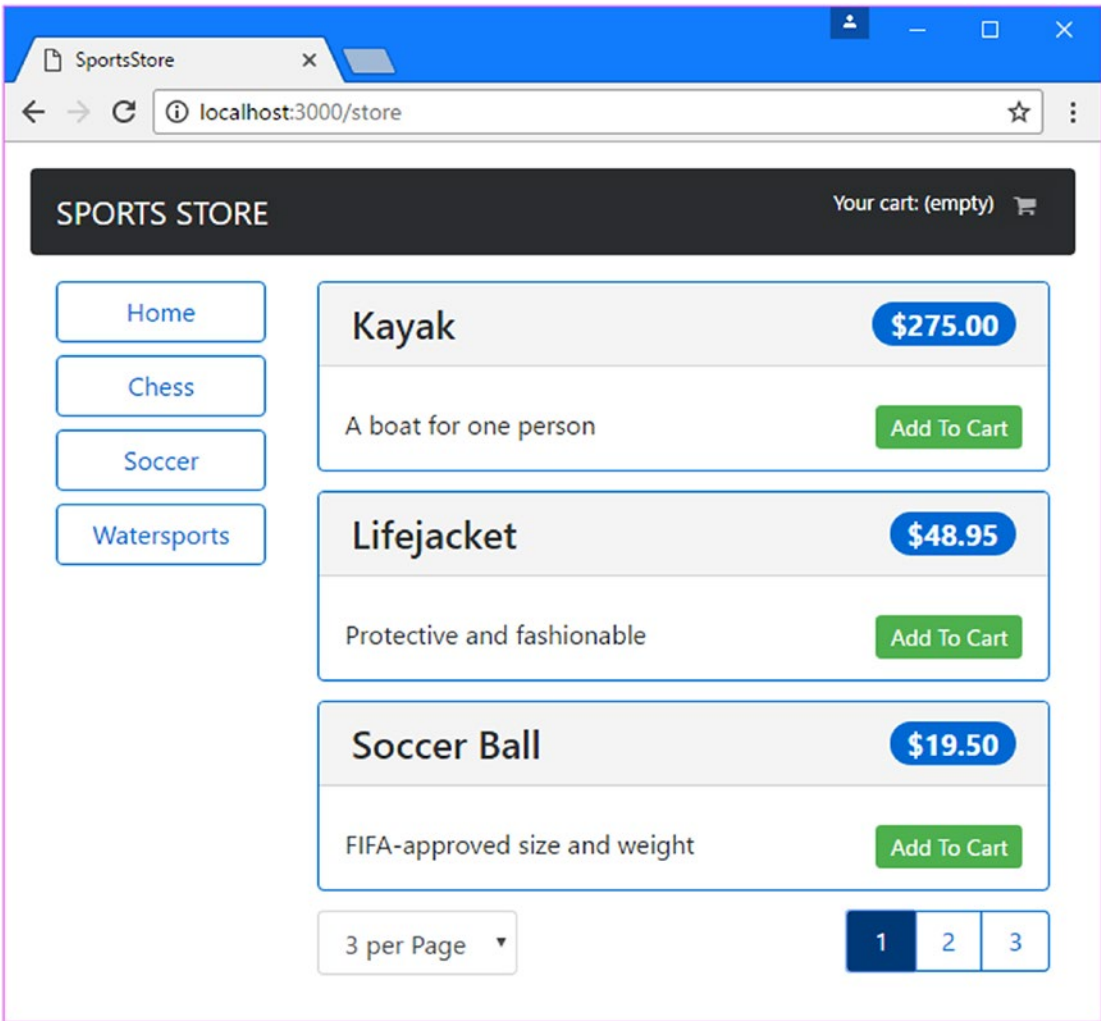 SportsStore
localhost:3000/store
SPORTS STORE
Your cart: (empty)
Home
Chess
Soccer
Watersports
Kayak
$275.00
A boat for one person
Add To Cart
Lifejacket
$48.95
Protective and fashionable
Add To Cart
Soccer Ball
$19.50
FIFA-approved size and weight
Add To Cart
3 per Page
1 2 3